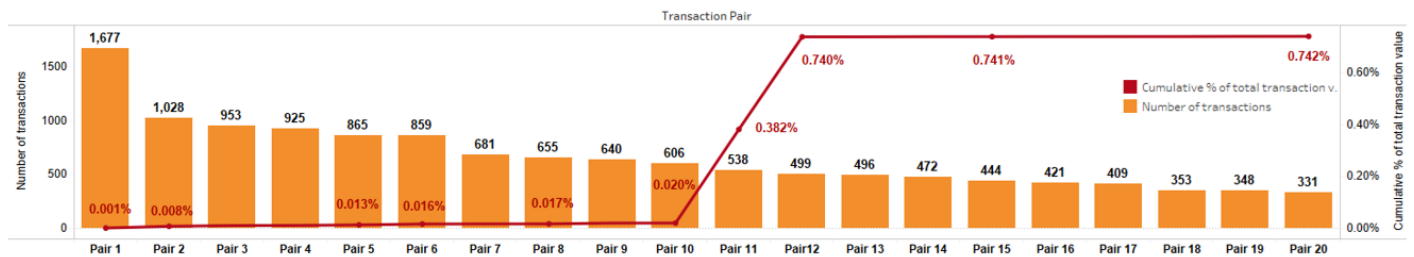 Transaction Pair
Number of transactions
1500
1000
500
0
1,677
1,028
953
925
865
859
681
655
640
606
538
499
496
472
444
421
409
353
348
331
0.001%
0.008%
0.013%
0.016%
0.017%
0.020%
0.382%
0.740%
0.741%
0.742%
Cumulative % of total transaction v.
Number of transactions
0.60%
0.40%
0.20%
0.00%
Cumulative % of total transaction value
Pair 1
Pair 2
Pair 3
Pair 4
Pair 5
Pair 6
Pair 7
Pair 8
Pair 9
Pair 10
Pair 11
Pair12
Pair 13
Pair 14
Pair 15
Pair 16
Pair 17
Pair 18
Pair 19
Pair 20